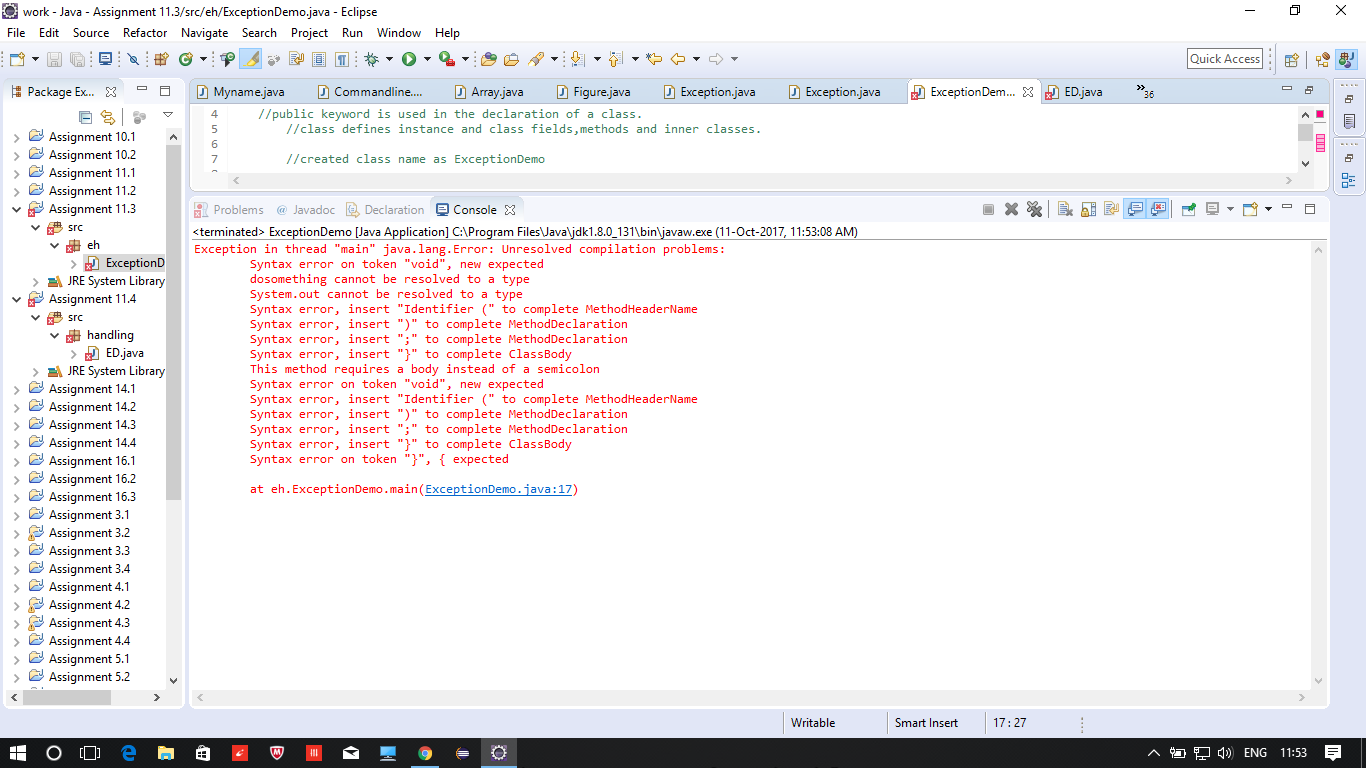 work - Java - Assignment 11.3/src/eh/ExceptionDemo.java - Eclipse
File Edit Source Refactor Navigate Search Project Run Window Help
Quick Access
Package Ex...
Myname.java Commandline.... Array.java Figure.java Exception.java Exception.java ExceptionDem... ED.java »36
4 //public keyword is used in the declaration of a class.
5 //class defines instance and class fields,methods and inner classes.
6
7 //created class name as ExceptionDemo
Assignment 10.1
Assignment 10.2
Assignment 11.1
Assignment 11.2
Assignment 11.3
src
eh
ExceptionD
JRE System Library
Assignment 11.4
src
handling
ED.java
JRE System Library
Assignment 14.1
Assignment 14.2
Assignment 14.3
Assignment 14.4
Assignment 16.1
Assignment 16.2
Assignment 16.3
Assignment 3.1
Assignment 3.2
Assignment 3.3
Assignment 3.4
Assignment 4.1
Assignment 4.2
Assignment 4.3
Assignment 4.4
Assignment 5.1
Assignment 5.2
Problems @ Javadoc Declaration Console
<terminated> ExceptionDemo [Java Application] C:\Program Files\Java\jdk1.8.0_131\bin\javaw.exe (11-Oct-2017, 11:53:08 AM)
Exception in thread "main" java.lang.Error: Unresolved compilation problems:
Syntax error on token "void", new expected
dosomething cannot be resolved to a type
System.out cannot be resolved to a type
Syntax error, insert "Identifier (" to complete MethodHeaderName
Syntax error, insert ")" to complete MethodDeclaration
Syntax error, insert ";" to complete MethodDeclaration
Syntax error, insert "}" to complete ClassBody
This method requires a body instead of a semicolon
Syntax error on token "void", new expected
Syntax error, insert "Identifier (" to complete MethodHeaderName
Syntax error, insert ")" to complete MethodDeclaration
Syntax error, insert ";" to complete MethodDeclaration
Syntax error, insert "}" to complete ClassBody
Syntax error on token "}", { expected
at eh.ExceptionDemo.main(ExceptionDemo.java:17)
Writable Smart Insert 17 : 27
ENG 11:53